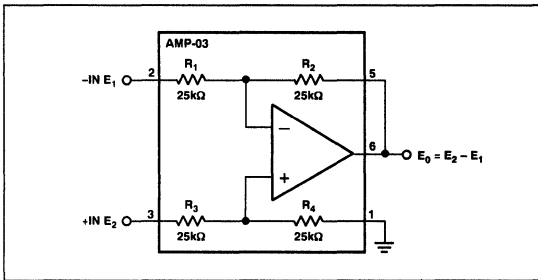 AMP-03
R1
R2
–IN E1
2
5
25kΩ
25kΩ
–
6
E0 = E2 – E1
+
R3
R4
+IN E2
3
1
25kΩ
25kΩ